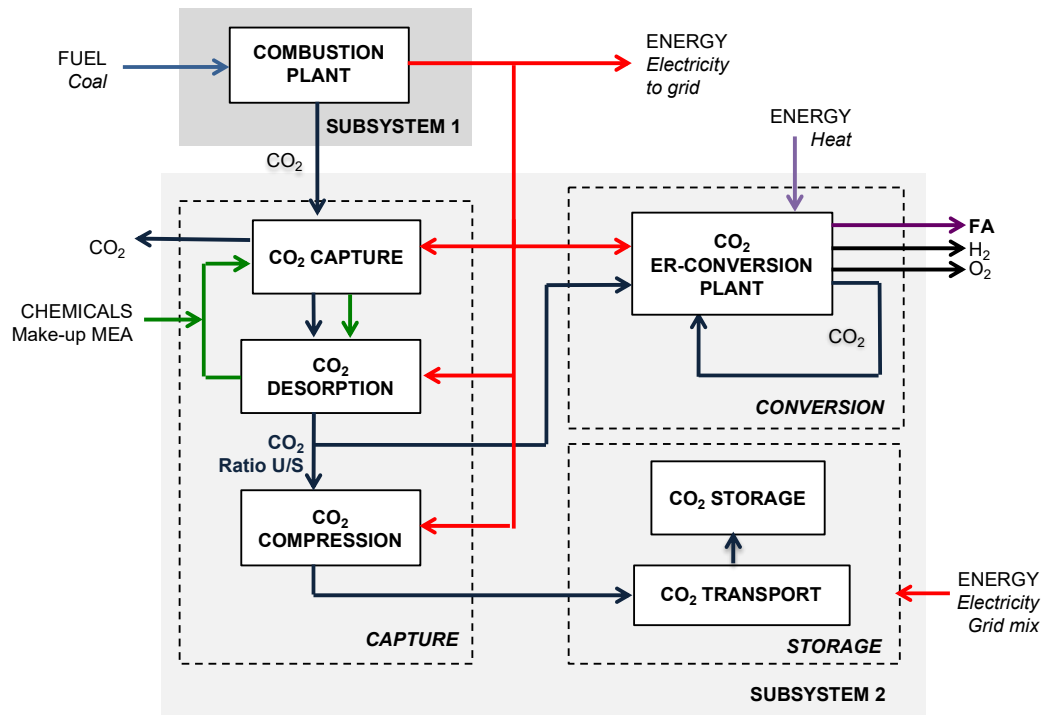 FUEL
Coal
COMBUSTION
PLANT
SUBSYSTEM 1
ENERGY
Electricity
to grid
ENERGY
Heat
CO₂
CO₂
CO₂ CAPTURE
CHEMICALS
Make-up MEA
CO₂
DESORPTION
CO₂
Ratio U/S
CO₂
COMPRESSION
CAPTURE
CO₂
ER-CONVERSION
PLANT
FA
H₂
O₂
CO₂
CONVERSION
CO₂ STORAGE
CO₂ TRANSPORT
STORAGE
ENERGY
Electricity
Grid mix
SUBSYSTEM 2